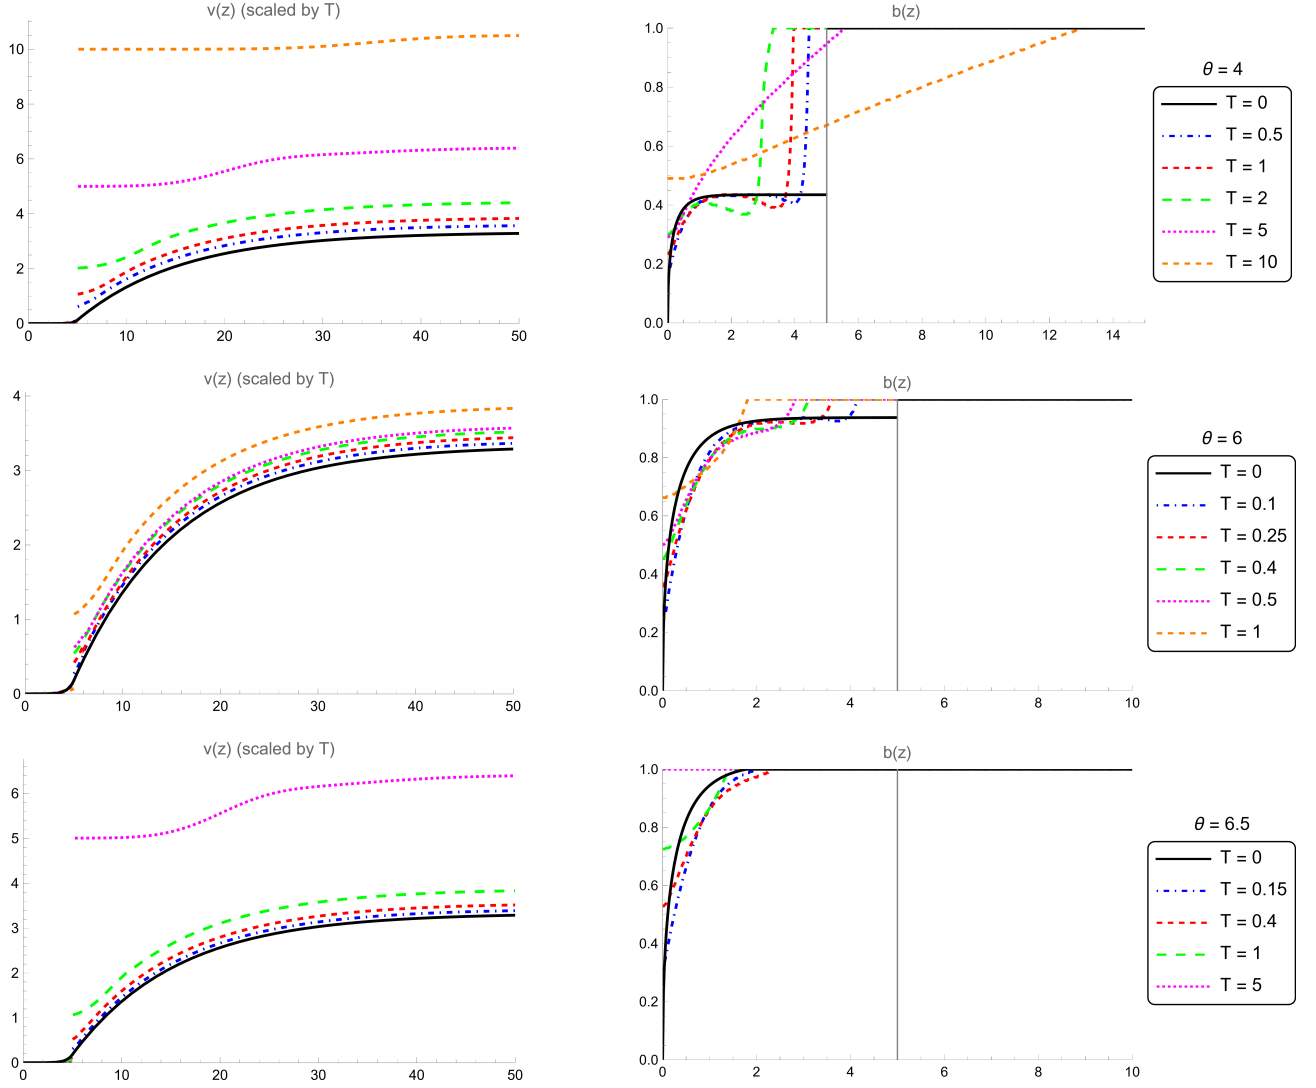 v(z) (scaled by T)
10
8
6
4
2
0
0 10 20 30 40 50
b(z)
1.0
0.8
0.6
0.4
0.2
0.0
0 2 4 6 8 10 12 14
θ = 4
T = 0
T = 0.5
T = 1
T = 2
T = 5
T = 10
v(z) (scaled by T)
4
3
2
1
0
0 10 20 30 40 50
b(z)
1.0
0.8
0.6
0.4
0.2
0.0
0 2 4 6 8 10
θ = 6
T = 0
T = 0.1
T = 0.25
T = 0.4
T = 0.5
T = 1
v(z) (scaled by T)
6
5
4
3
2
1
0
0 10 20 30 40 50
b(z)
1.0
0.8
0.6
0.4
0.2
0.0
0 2 4 6 8 10
θ = 6.5
T = 0
T = 0.15
T = 0.4
T = 1
T = 5